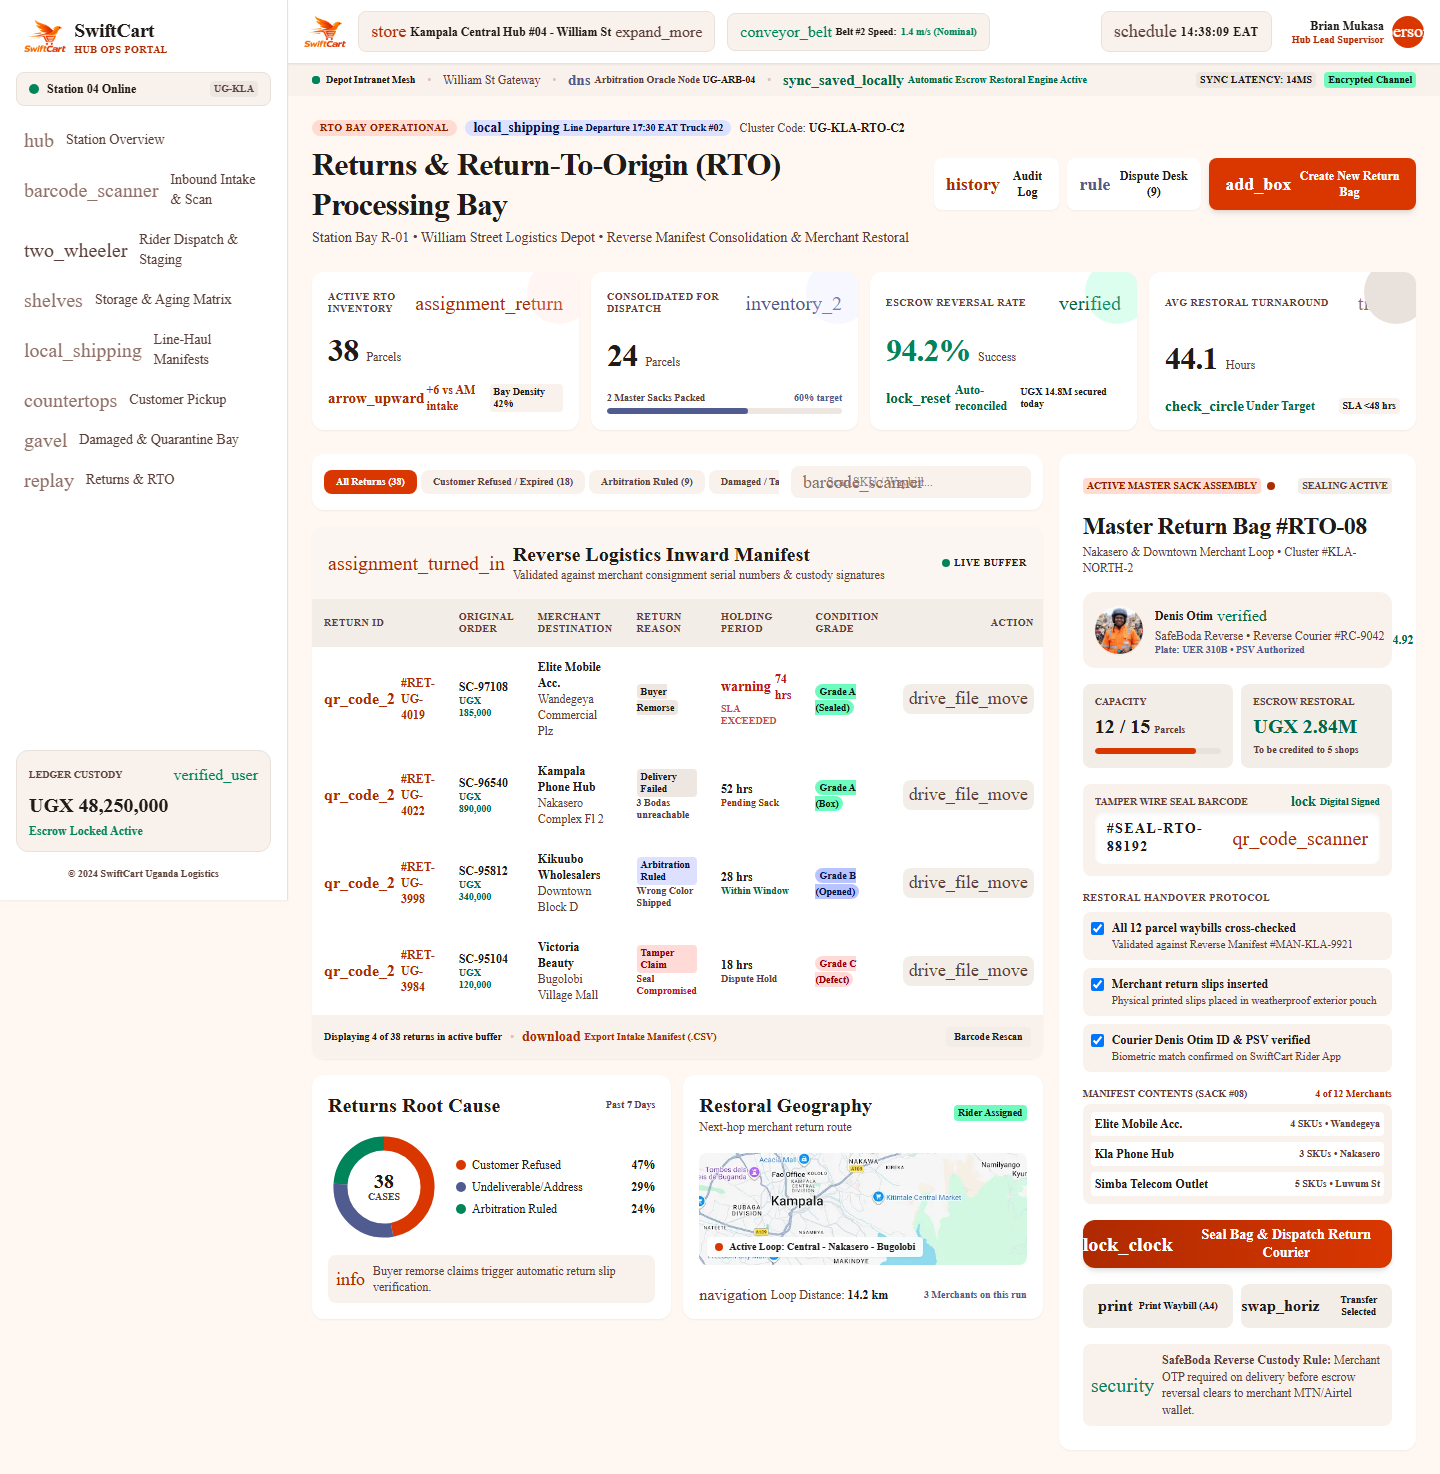 SwiftCart
SwiftCart
HUB OPS PORTAL
Station 04 Online
UG-KLA
hub Station Overview
barcode_scanner Inbound Intake & Scan
two_wheeler Rider Dispatch & Staging
shelves Storage & Aging Matrix
local_shipping Line-Haul Manifests
countertops Customer Pickup
gavel Damaged & Quarantine Bay
replay Returns & RTO
LEDGER CUSTODY verified_user
UGX 48,250,000
Escrow Locked Active
© 2024 SwiftCart Uganda Logistics
SwiftCart
store Kampala Central Hub #04 - William St expand_more
conveyor_belt Belt #2 Speed: 1.4 m/s (Nominal)
schedule 14:38:09 EAT
Brian Mukasa
Hub Lead Supervisor
Depot Intranet Mesh • William St Gateway • dns Arbitration Oracle Node UG-ARB-04 • sync_saved_locally Automatic Escrow Restoral Engine Active
SYNC LATENCY: 14MS
Encrypted Channel
RTO BAY OPERATIONAL
local_shipping Line Departure 17:30 EAT Truck #02
Cluster Code: UG-KLA-RTO-C2
Returns & Return-To-Origin (RTO)
Processing Bay
Station Bay R-01 • William Street Logistics Depot • Reverse Manifest Consolidation & Merchant Restoral
history Audit Log
rule Dispute Desk (9)
add_box Create New Return Bag
ACTIVE RTO INVENTORY assignment_return
38 Parcels
arrow_upward +6 vs AM intake
Bay Density 42%
CONSOLIDATED FOR DISPATCH inventory_2
24 Parcels
2 Master Sacks Packed 60% target
ESCROW REVERSAL RATE verified
94.2% Success
lock_reset Auto-reconciled
UGX 14.8M secured today
AVG RESTORAL TURNAROUND
44.1 Hours
check_circle Under Target
SLA <48 hrs
All Returns (38)
Customer Refused / Expired (18)
Arbitration Ruled (9)
Damaged / Ta
barcode_scanner
assignment_turned_in Reverse Logistics Inward Manifest
Validated against merchant consignment serial numbers & custody signatures
LIVE BUFFER
RETURN ID ORIGINAL ORDER MERCHANT DESTINATION RETURN REASON HOLDING PERIOD CONDITION GRADE ACTION
qr_code_2 #RET-UG-4019 SC-97108 UGX 185,000 Elite Mobile Acc. Wandegeya Commercial Plz Buyer Remorse warning 74 hrs SLA EXCEEDED Grade A (Sealed) drive_file_move
qr_code_2 #RET-UG-4022 SC-96540 UGX 890,000 Kampala Phone Hub Nakasero Complex Fl 2 Delivery Failed 3 Bodas unreachable 52 hrs Pending Sack Grade A (Box) drive_file_move
qr_code_2 #RET-UG-3998 SC-95812 UGX 340,000 Kikuubo Wholesalers Downtown Block D Arbitration Ruled Wrong Color Shipped 28 hrs Within Window Grade B (Opened) drive_file_move
qr_code_2 #RET-UG-3984 SC-95104 UGX 120,000 Victoria Beauty Bugolobi Village Mall Tamper Claim Seal Compromised 18 hrs Dispute Hold Grade C (Defect) drive_file_move
Displaying 4 of 38 returns in active buffer • download Export Intake Manifest (.CSV)
Barcode Rescan
Returns Root Cause
Past 7 Days
38
CASES
Customer Refused 47%
Undeliverable/Address 29%
Arbitration Ruled 24%
info Buyer remorse claims trigger automatic return slip verification.
Restoral Geography
Next-hop merchant return route
Rider Assigned
Acacia Mall
NAKAWA
Fao Office
KOLOLO
KIREKA
Namilyango
KAMPALA CENTRAL DIVISION
Kampala
Kitintale Central Market
RUBAGA DIVISION
NATEETE
MAKINDYE
Active Loop: Central - Nakasero - Bugolobi
navigation Loop Distance: 14.2 km
3 Merchants on this run
ACTIVE MASTER SACK ASSEMBLY
SEALING ACTIVE
Master Return Bag #RTO-08
Nakasero & Downtown Merchant Loop • Cluster #KLA-
NORTH-2
Denis Otim verified
SafeBoda Reverse • Reverse Courier #RC-9042
Plate: UER 310B • PSV Authorized
4.92
CAPACITY
12 / 15 Parcels
ESCROW RESTORAL
UGX 2.84M
To be credited to 5 shops
TAMPER WIRE SEAL BARCODE
lock Digital Signed
#SEAL-RTO-
88192
qr_code_scanner
RESTORAL HANDOVER PROTOCOL
All 12 parcel waybills cross-checked
Validated against Reverse Manifest #MAN-KLA-9921
Merchant return slips inserted
Physical printed slips placed in weatherproof exterior pouch
Courier Denis Otim ID & PSV verified
Biometric match confirmed on SwiftCart Rider App
MANIFEST CONTENTS (SACK #08)
4 of 12 Merchants
Elite Mobile Acc. 4 SKUs • Wandegeya
Kla Phone Hub 3 SKUs • Nakasero
Simba Telecom Outlet 5 SKUs • Luwum St
lock_clock Seal Bag & Dispatch Return Courier
print Print Waybill (A4)
swap_horiz Transfer Selected
security SafeBoda Reverse Custody Rule: Merchant
OTP required on delivery before escrow
reversal clears to merchant MTN/Airtel
wallet.